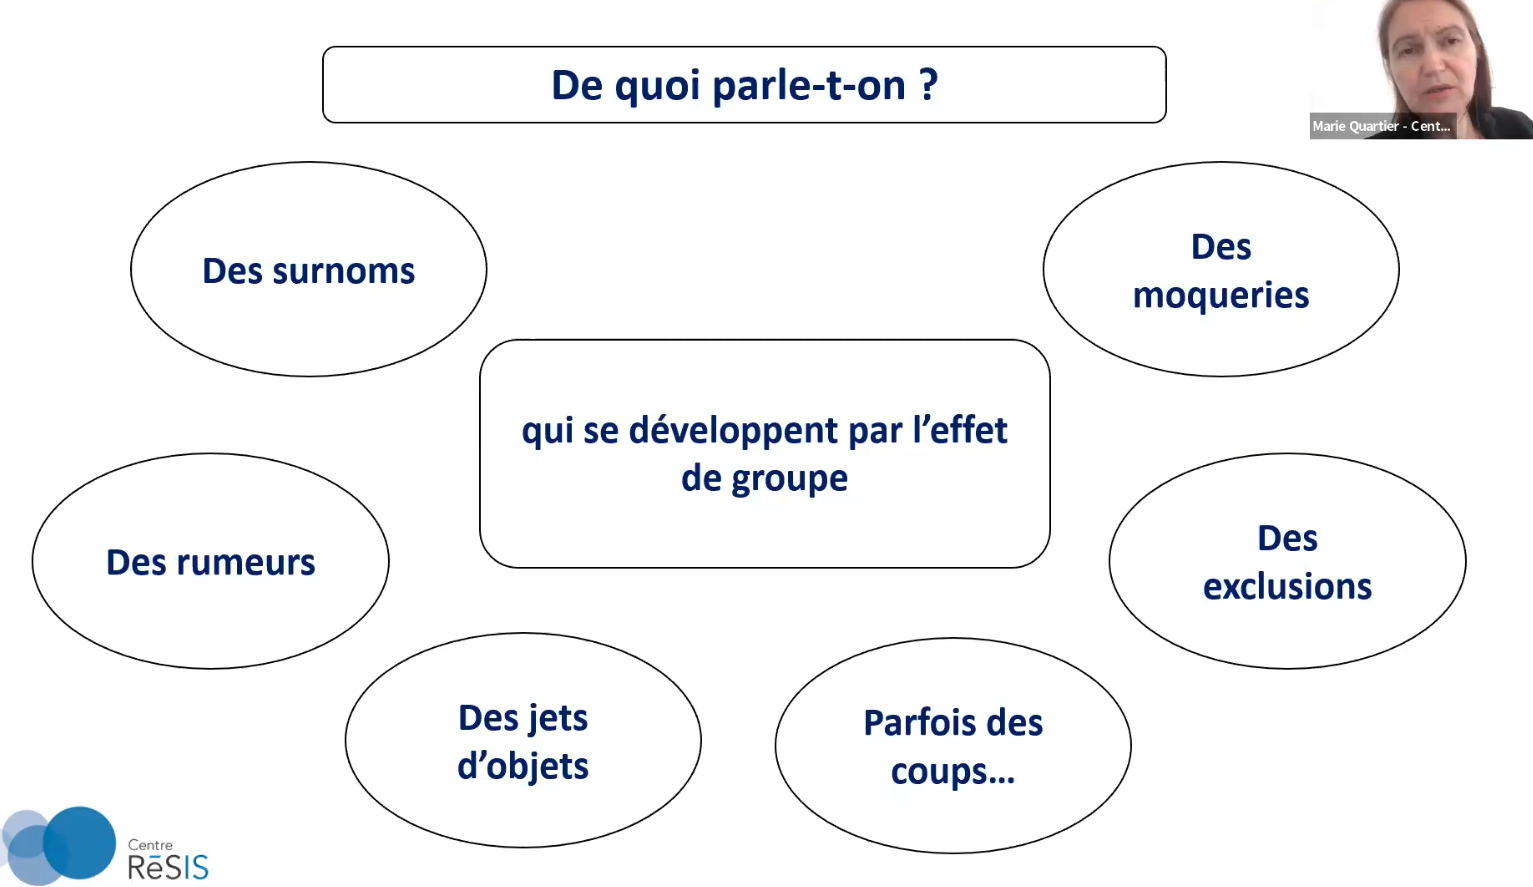 De quoi parle-t-on ?
Marie Quartier - Cent...
Des surnoms
Des
moqueries
qui se développent par l’effet
de groupe
Des rumeurs
Des
exclusions
Des jets
d’objets
Parfois des
coups...
Centre
RēSIS